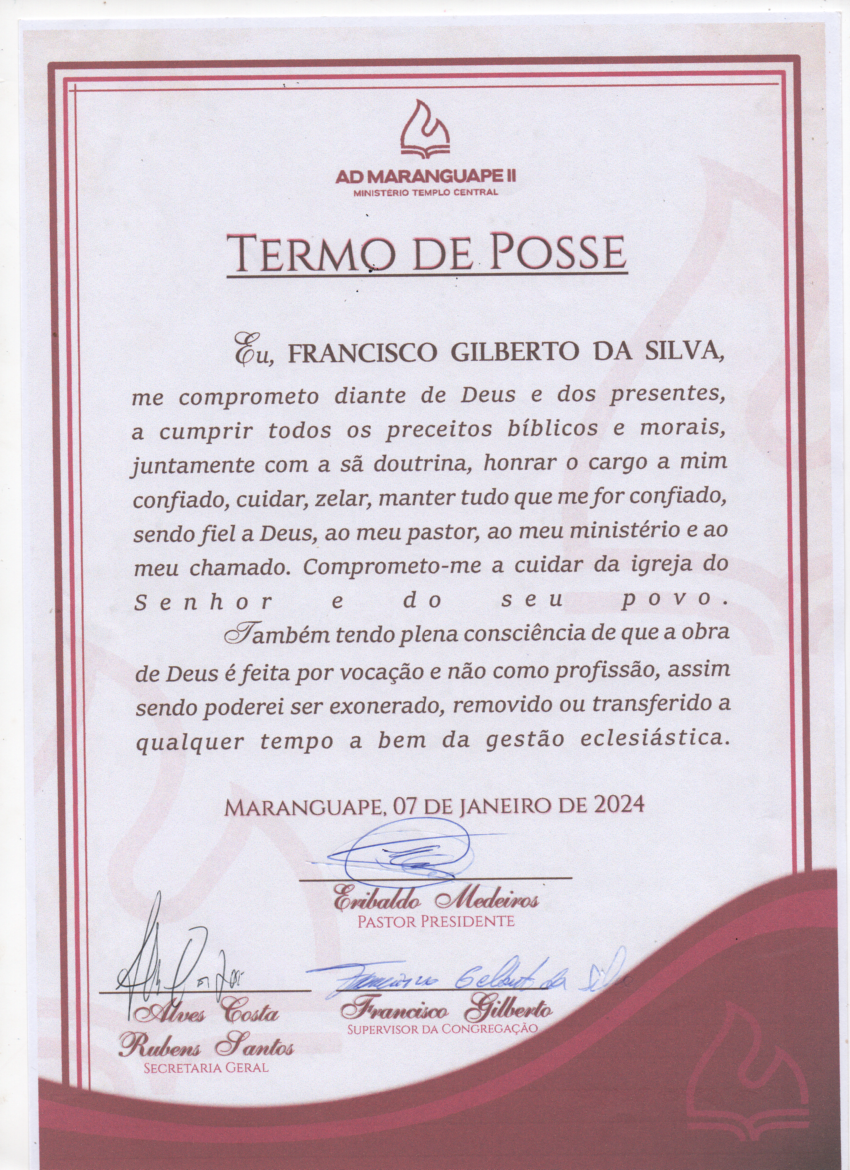 AD MARANGUAPE II
MINISTÉRIO TEMPLO CENTRAL
TERMO DE POSSE
Eu, FRANCISCO GILBERTO DA SILVA,
me comprometo diante de Deus e dos presentes,
a cumprir todos os preceitos bíblicos e morais,
juntamente com a sã doutrina, honrar o cargo a mim
confiado, cuidar, zelar, manter tudo que me for confiado,
sendo fiel a Deus, ao meu pastor, ao meu ministério e ao
meu chamado. Comprometo-me a cuidar da igreja do
Senhor e do seu povo.
Também tendo plena consciência de que a obra
de Deus é feita por vocação e não como profissão, assim
sendo poderei ser exonerado, removido ou transferido a
qualquer tempo a bem da gestão eclesiástica.
MARANGUAPE, 07 DE JANEIRO DE 2024
Eribaldo Medeiros
PASTOR PRESIDENTE
Francisco Gilberto da Silva
Alves Costa
Rubens Santos
SECRETARIA GERAL
Francisco Gilberto
SUPERVISOR DA CONGREGAÇÃO